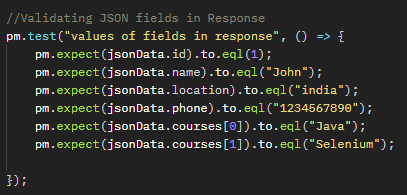 //Validating JSON fields in Response
pm.test("values of fields in response", () => {
pm.expect(jsonData.id).to.eql(1);
pm.expect(jsonData.name).to.eql("John");
pm.expect(jsonData.location).to.eql("india");
pm.expect(jsonData.phone).to.eql("1234567890");
pm.expect(jsonData.courses[0]).to.eql("Java");
pm.expect(jsonData.courses[1]).to.eql("Selenium");
});